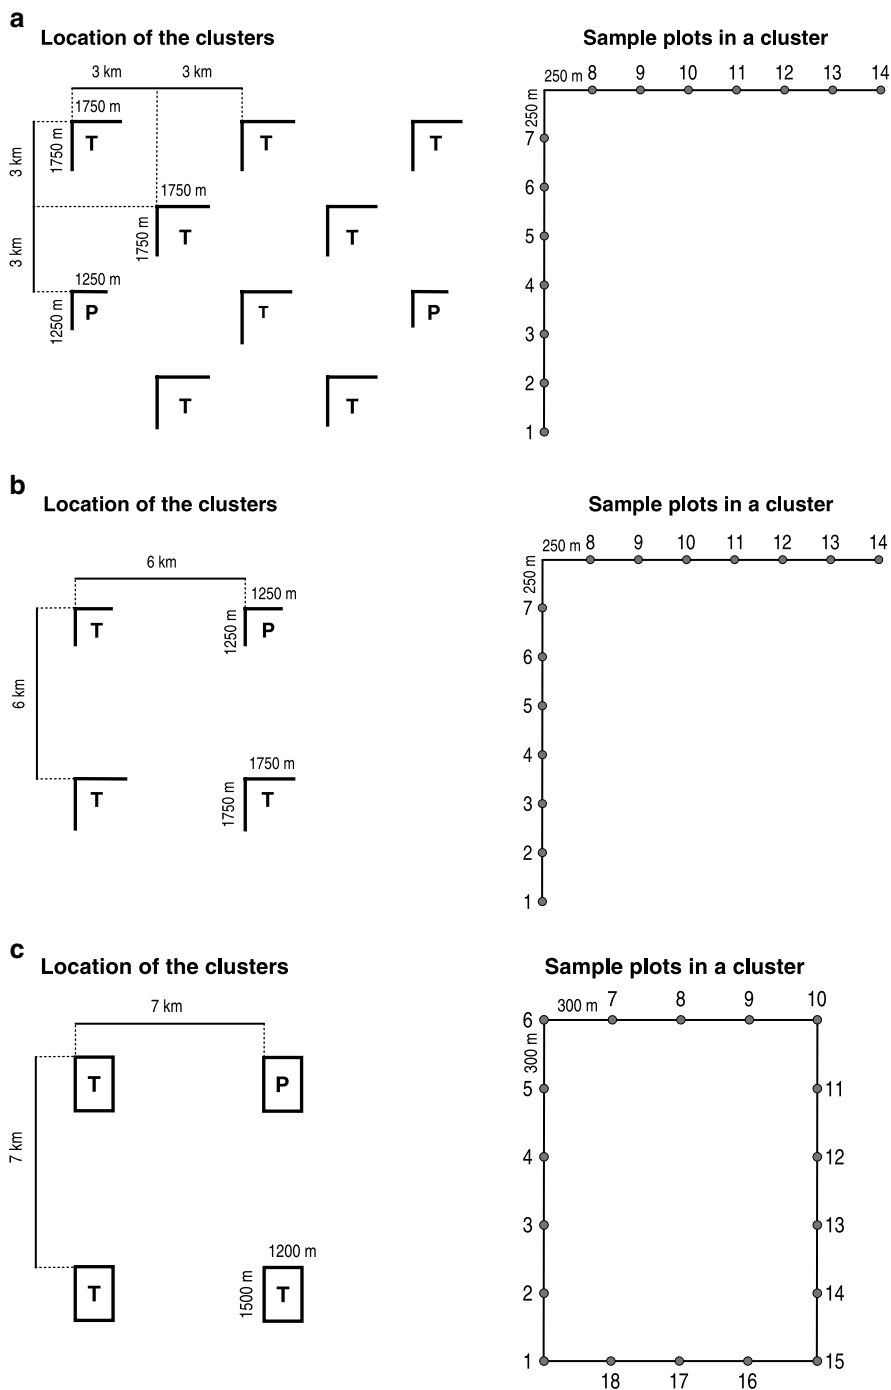 a
Location of the clusters
Sample plots in a cluster
3 km 3 km
1750 m
1750 m
T T T
3 km
1750 m
1750 m
T T
3 km
1250 m
1250 m
P T P
T T
250 m 8 9 10 11 12 13 14
250 m
7
6
5
4
3
2
1
b
Location of the clusters
Sample plots in a cluster
6 km
1250 m
1250 m
T P
6 km
1750 m
1750 m
T T
250 m 8 9 10 11 12 13 14
250 m
7
6
5
4
3
2
1
c
Location of the clusters
Sample plots in a cluster
7 km
T P
7 km
1200 m
1500 m
T T
6 300 m 7 8 9 10
300 m
5 11
4 12
3 13
2 14
1 15
18 17 16